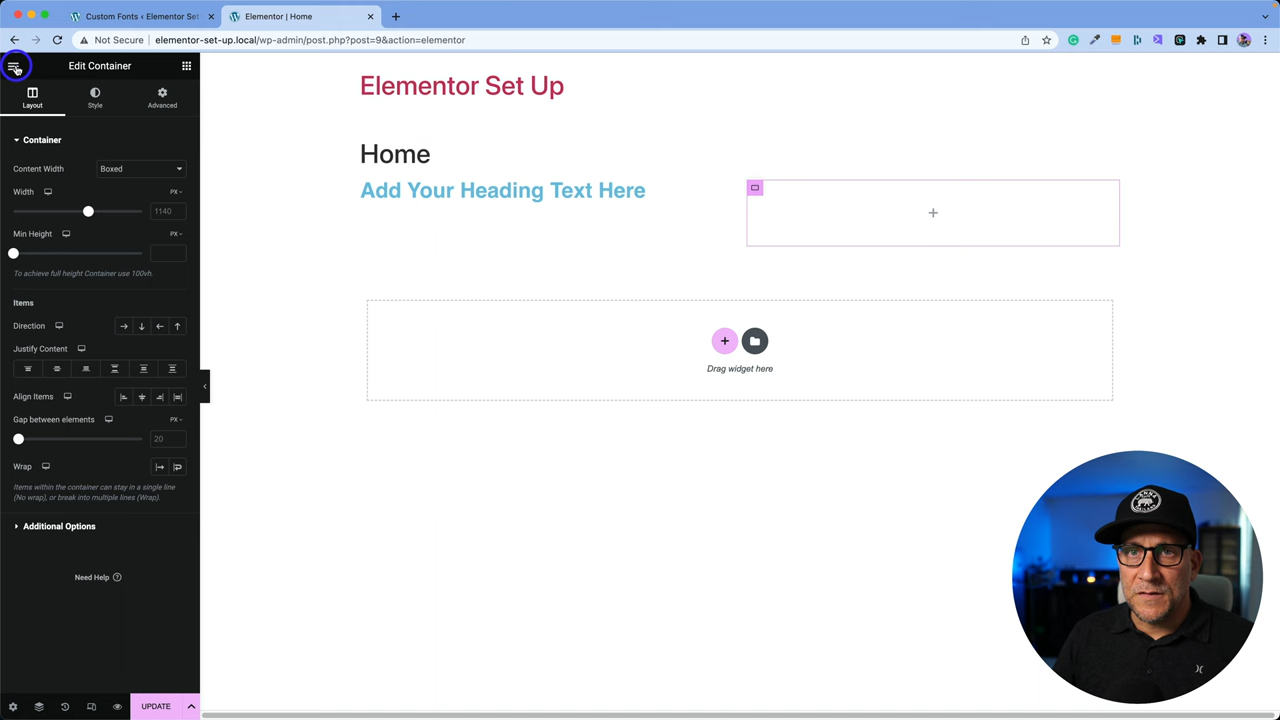 Custom Fonts ‹ Elementor Set
Elementor | Home
Not Secure
elementor-set-up.local/wp-admin/post.php?post=9&action=elementor
Edit Container
Layout
Style
Advanced
Container
Content Width
Boxed
Width
PX
1140
Min Height
PX
To achieve full height Container use 100vh.
Items
Direction
Justify Content
Align Items
Gap between elements
PX
20
Wrap
Items within the container can stay in a single line
(No wrap), or break into multiple lines (Wrap).
Additional Options
Need Help
UPDATE
Elementor Set Up
Home
Add Your Heading Text Here
Drag widget here